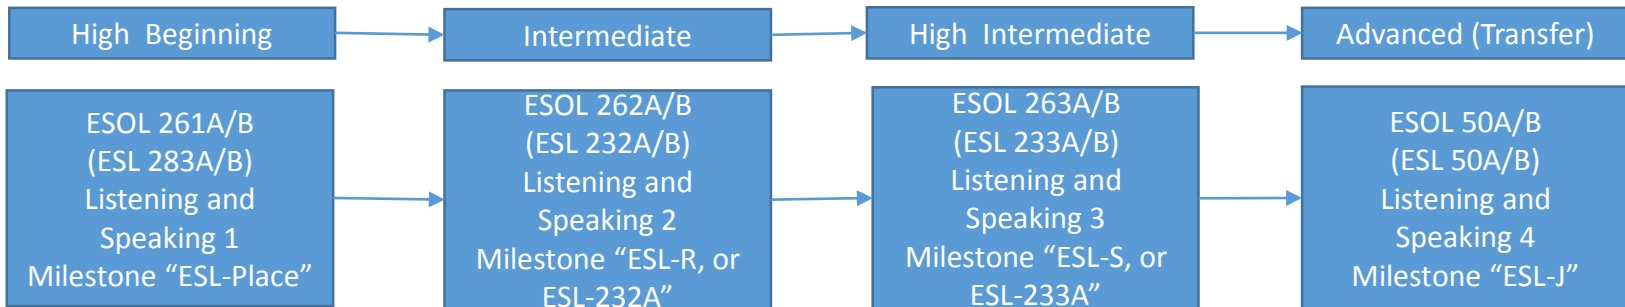 High Beginning
Intermediate
High Intermediate
Advanced (Transfer)
ESOL 261A/B
(ESL 283A/B)
Listening and
Speaking 1
Milestone “ESL-Place”
ESOL 262A/B
(ESL 232A/B)
Listening and
Speaking 2
Milestone “ESL-R, or
ESL-232A”
ESOL 263A/B
(ESL 233A/B)
Listening and
Speaking 3
Milestone “ESL-S, or
ESL-233A”
ESOL 50A/B
(ESL 50A/B)
Listening and
Speaking 4
Milestone “ESL-J”